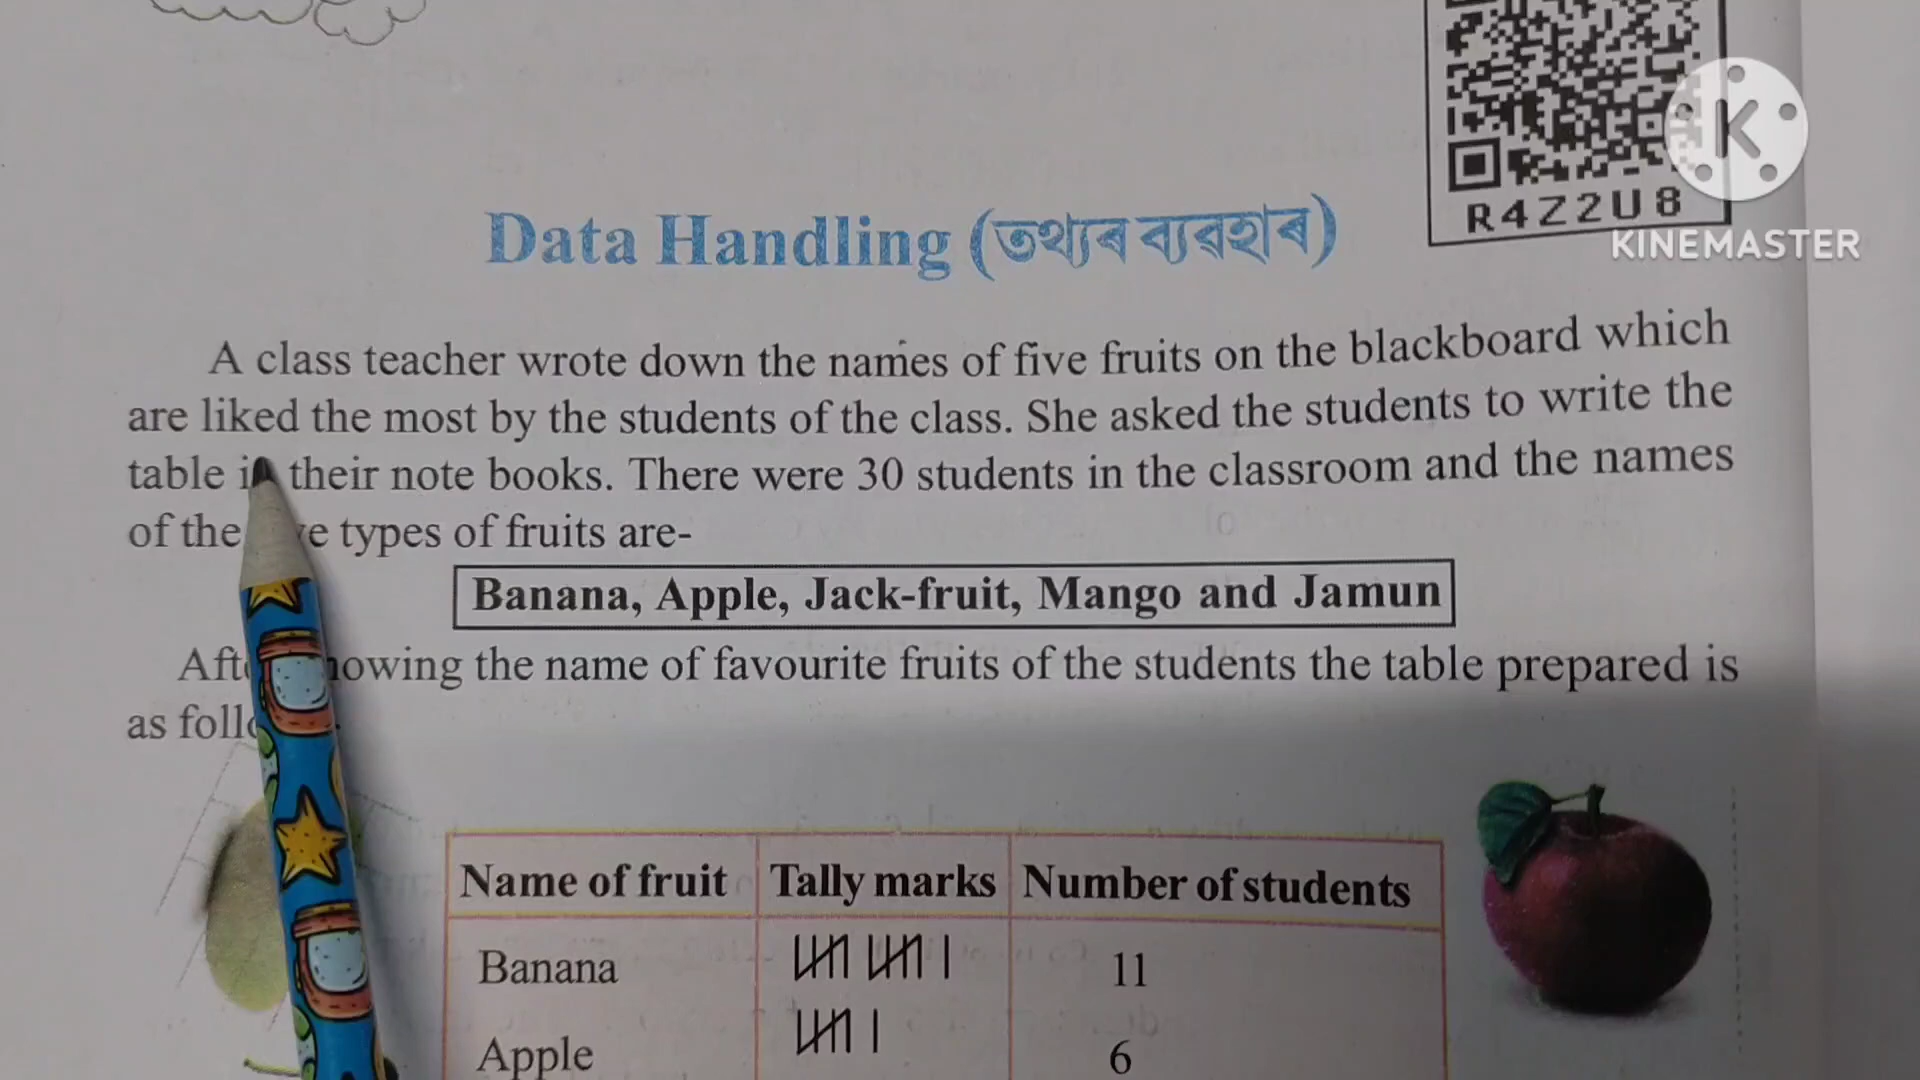 R4Z2U8
KINEMASTER
Data Handling (তথ্যৰ ব্যৱহাৰ)
A class teacher wrote down the names of five fruits on the blackboard which
are liked the most by the students of the class. She asked the students to write the
table their note books. There were 30 students in the classroom and the names
of the types of fruits are-
Banana, Apple, Jack-fruit, Mango and Jamun
the name of favourite fruits of the students the table prepared is
as
Name of fruit Tally marks Number of students
Banana 11
Apple 6